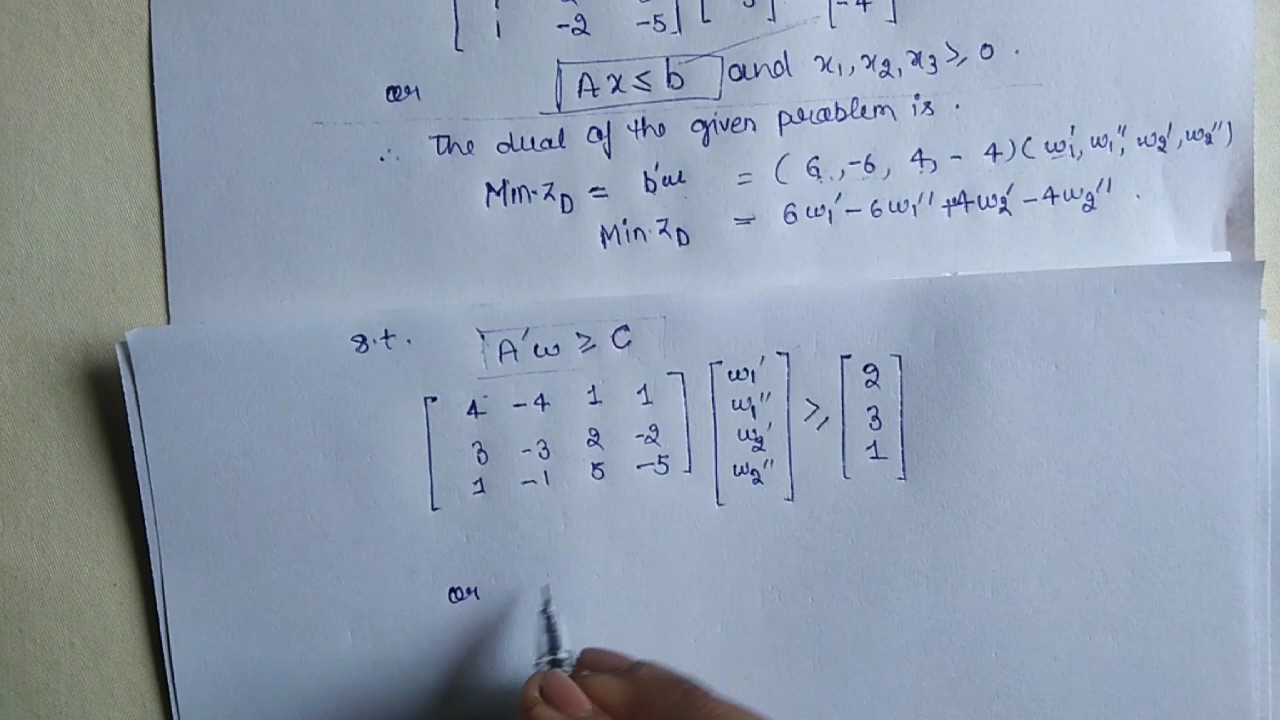 1 -2 -5 -4
or Ax ≤ b and x₁, x₂, x₃ ≥ 0 .
∴ The dual of the given problem is .
Min.Z_D = b'w = ( 6, -6, 4, - 4)( w₁', w₁'', w₂', w₂'')
Min.Z_D = 6w₁' - 6w₁'' + 4w₂' - 4w₂'' .
s.t. A'w ≥ C
4 -4 1 1 w₁' 2
3 -3 2 -2 w₁'' ≥ 3
1 -1 5 -5 w₂' 1
w₂''
or